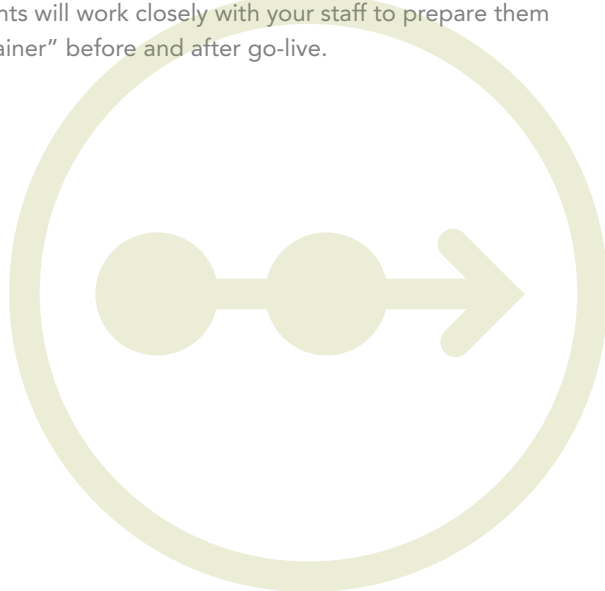 nts will work closely with your staff to prepare them
ainer” before and after go-live.